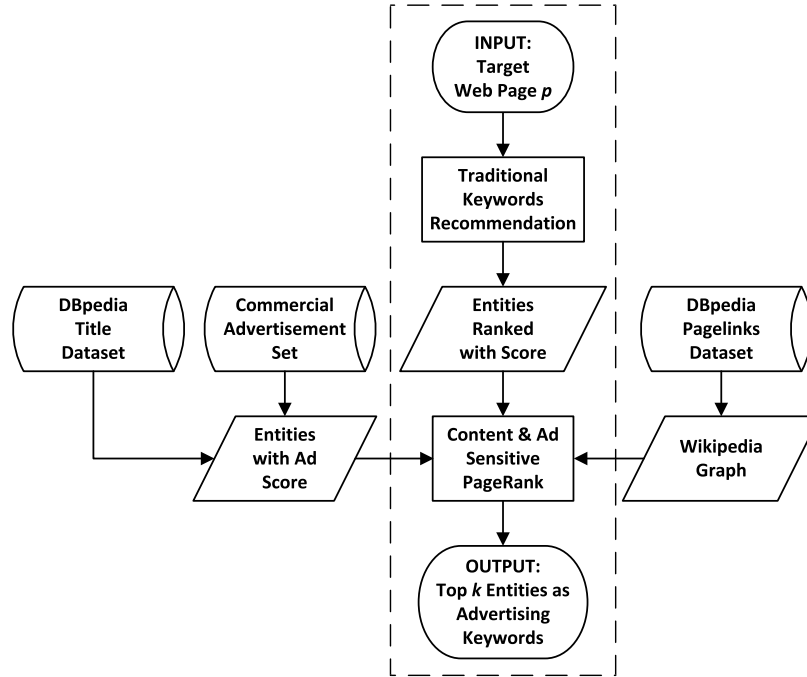 INPUT:
Target
Web Page p
Traditional
Keywords
Recommendation
DBpedia
Title
Dataset
Commercial
Advertisement
Set
Entities
Ranked
with Score
DBpedia
Pagelinks
Dataset
Entities
with Ad
Score
Content & Ad
Sensitive
PageRank
Wikipedia
Graph
OUTPUT:
Top k Entities as
Advertising
Keywords